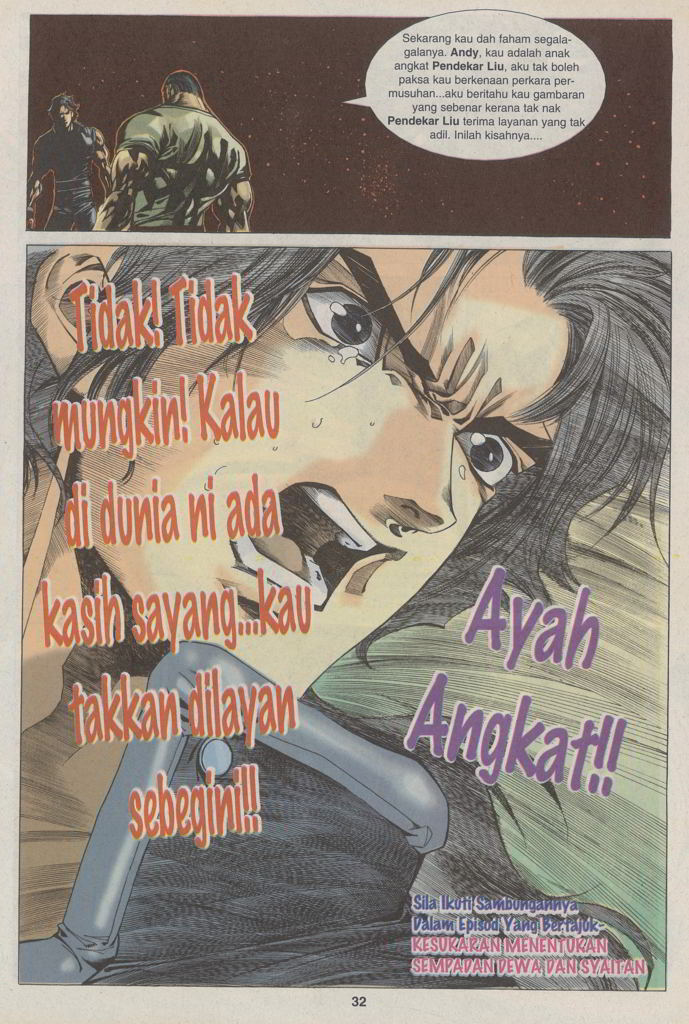 Sekarang kau dah faham segala-
galanya. Andy, kau adalah anak
angkat Pendekar Liu, aku tak boleh
paksa kau berkenaan perkara per-
musuhan...aku beritahu kau gambaran
yang sebenar kerana tak nak
Pendekar Liu terima layanan yang tak
adil. Inilah kisahnya....
Tidak! Tidak
mungkin! Kalau
di dunia ni ada
kasih sayang...kau
takkan dilayan
sebegini!!
Ayah
Angkat!!
Sila Ikuti Sambungannya
Dalam Episod Yang Bertajuk-
KESUKARAN MENENTUKAN
SEMPADAN DEWA DAN SYAITAN
32